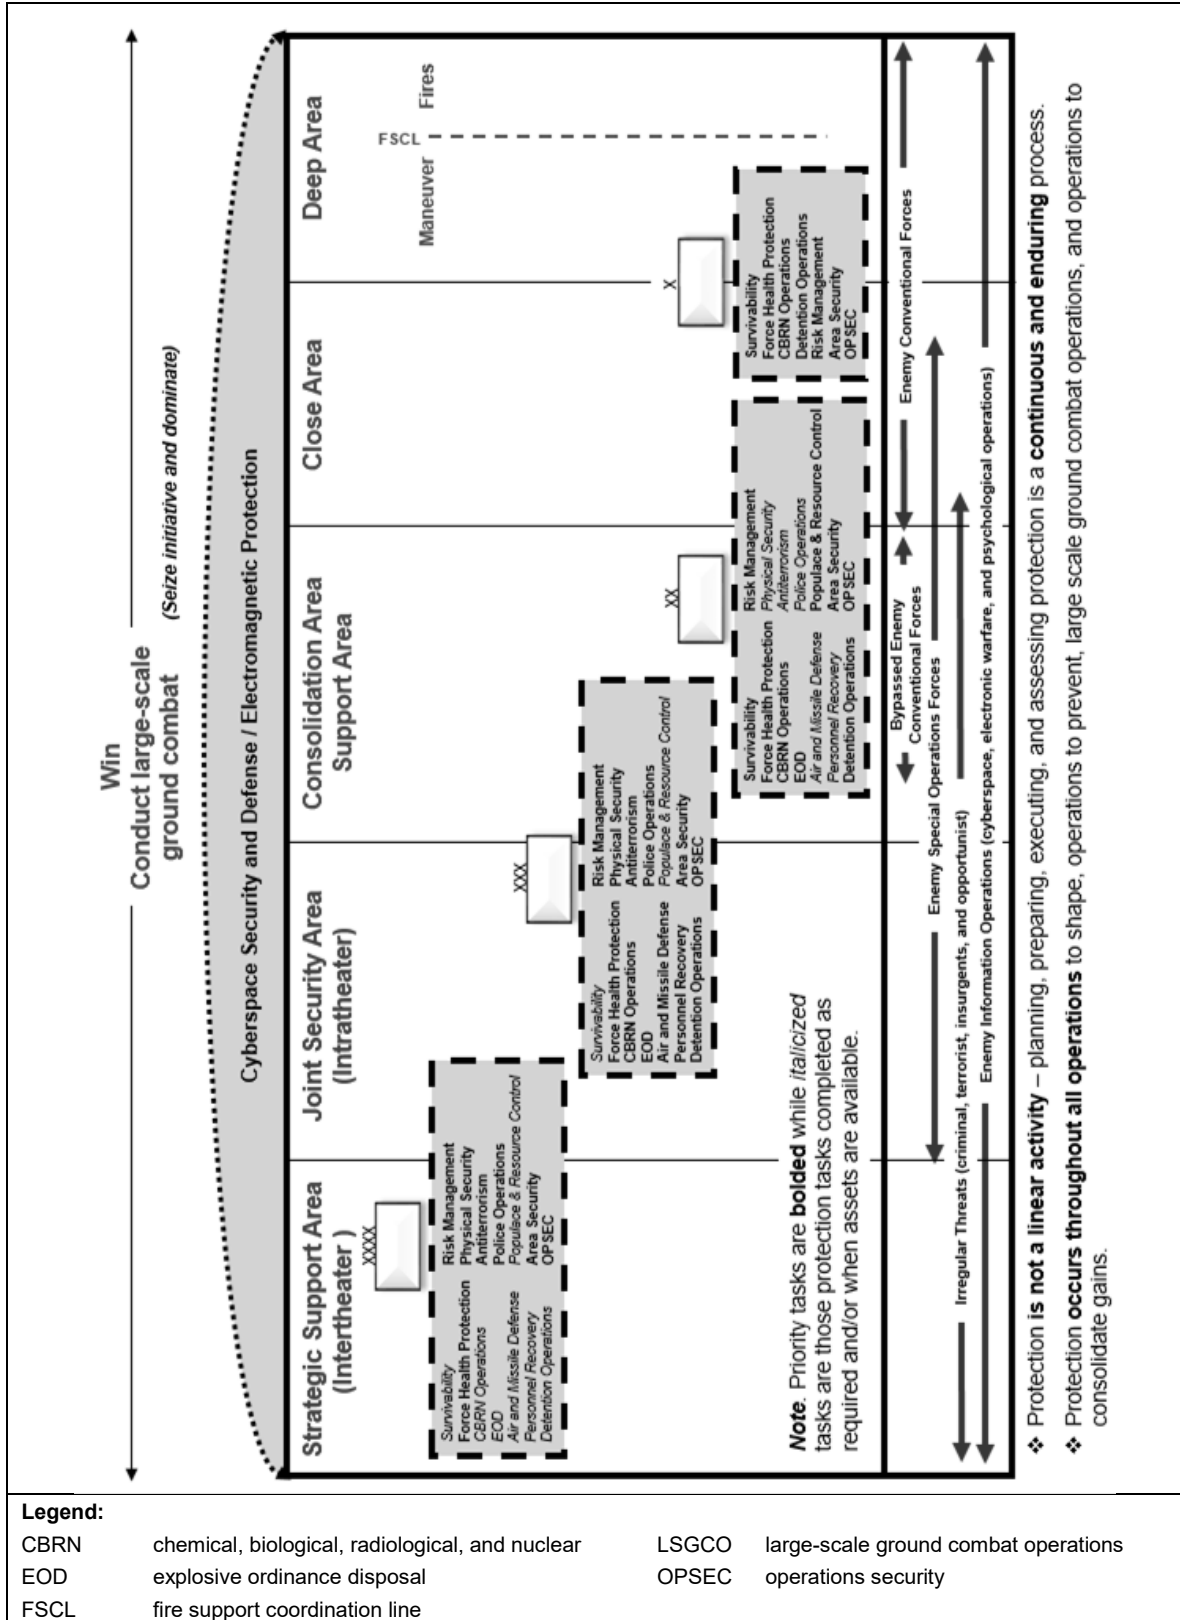 Win
Conduct large-scale
ground combat
(Seize initiative and dominate)
Cyberspace Security and Defense / Electromagnetic Protection
Strategic Support Area
(Intertheater )
Joint Security Area
(Intratheater)
Consolidation Area
Support Area
Close Area
Deep Area
Maneuver
Fires
FSCL
XXXX
Survivability
Force Health Protection
CBRN Operations
EOD
Air and Missile Defense
Personnel Recovery
Detention Operations
Risk Management
Physical Security
Antiterrorism
Police Operations
Populace & Resource Control
Area Security
OPSEC
XXX
Survivability
Force Health Protection
CBRN Operations
EOD
Air and Missile Defense
Personnel Recovery
Detention Operations
Risk Management
Physical Security
Antiterrorism
Police Operations
Populace & Resource Control
Area Security
OPSEC
XX
Survivability
Force Health Protection
CBRN Operations
EOD
Air and Missile Defense
Personnel Recovery
Detention Operations
Risk Management
Physical Security
Antiterrorism
Police Operations
Populace & Resource Control
Area Security
OPSEC
X
Survivability
Force Health Protection
CBRN Operations
Detention Operations
Risk Management
Area Security
OPSEC
Note. Priority tasks are bolded while italicized
tasks are those protection tasks completed as
required and/or when assets are available.
Bypassed Enemy
Conventional Forces
Enemy Conventional Forces
Enemy Special Operations Forces
Irregular Threats (criminal, terrorist, insurgents, and opportunist)
Enemy Information Operations (cyberspace, electronic warfare, and psychological operations)
❖ Protection is not a linear activity – planning, preparing, executing, and assessing protection is a continuous and enduring process.
❖ Protection occurs throughout all operations to shape, operations to prevent, large scale ground combat operations, and operations to
consolidate gains.
Legend:
CBRN chemical, biological, radiological, and nuclear LSGCO large-scale ground combat operations
EOD explosive ordinance disposal OPSEC operations security
FSCL fire support coordination line